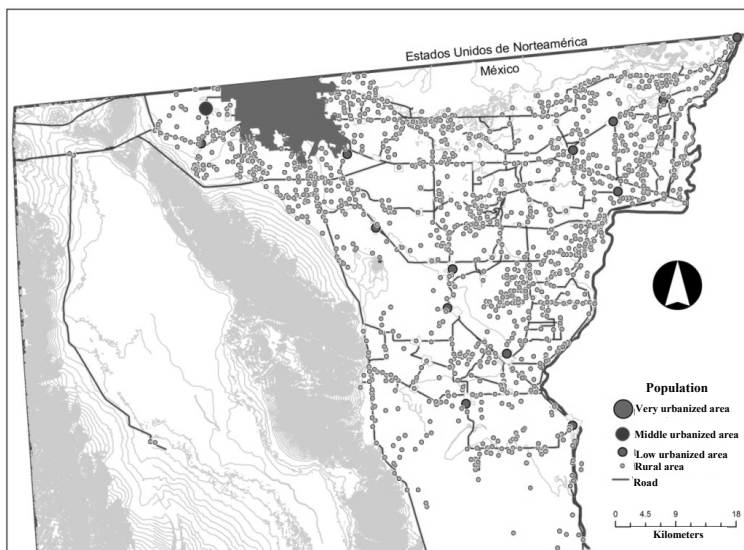 Estados Unidos de Norteamérica
México
Population
Very urbanized area
Middle urbanized area
Low urbanized area
Rural area
Road
0 4.5 9 18
Kilometers